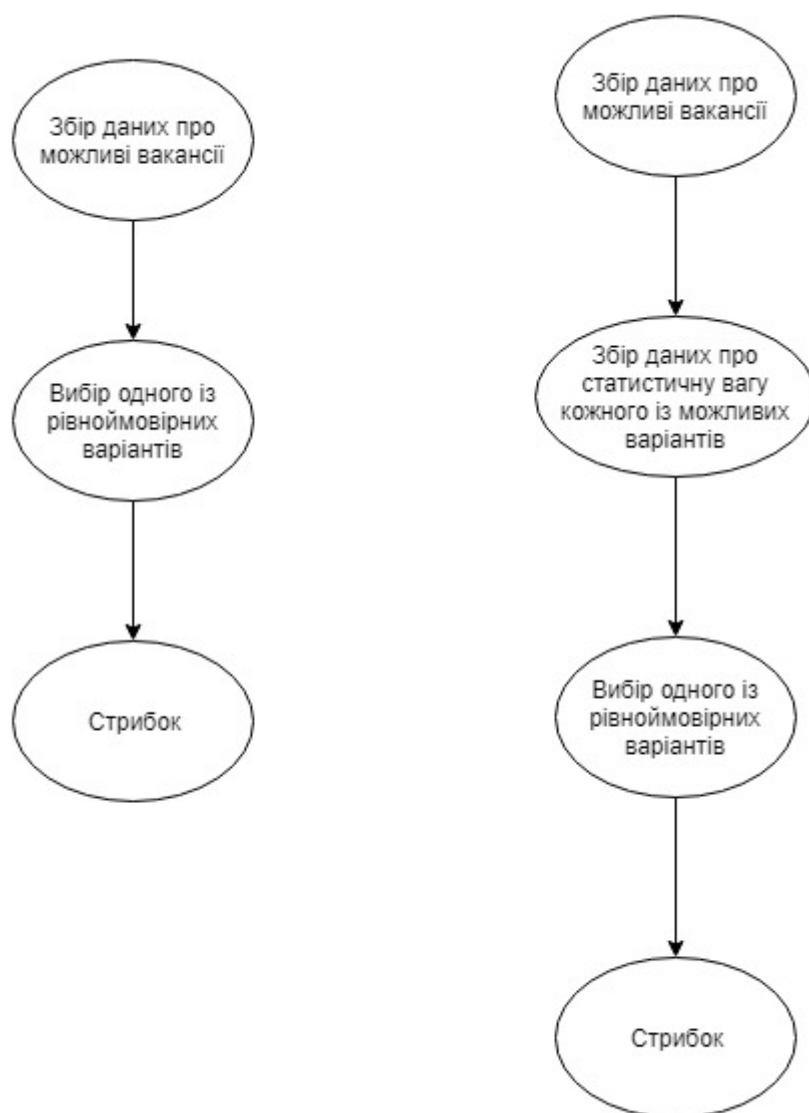 Збір даних про
можливі вакансії
Вибір одного із
рівноймовірних
варіантів
Стрибок
Збір даних про
можливі вакансії
Збір даних про
статистичну вагу
кожного із можливих
варіантів
Вибір одного із
рівноймовірних
варіантів
Стрибок